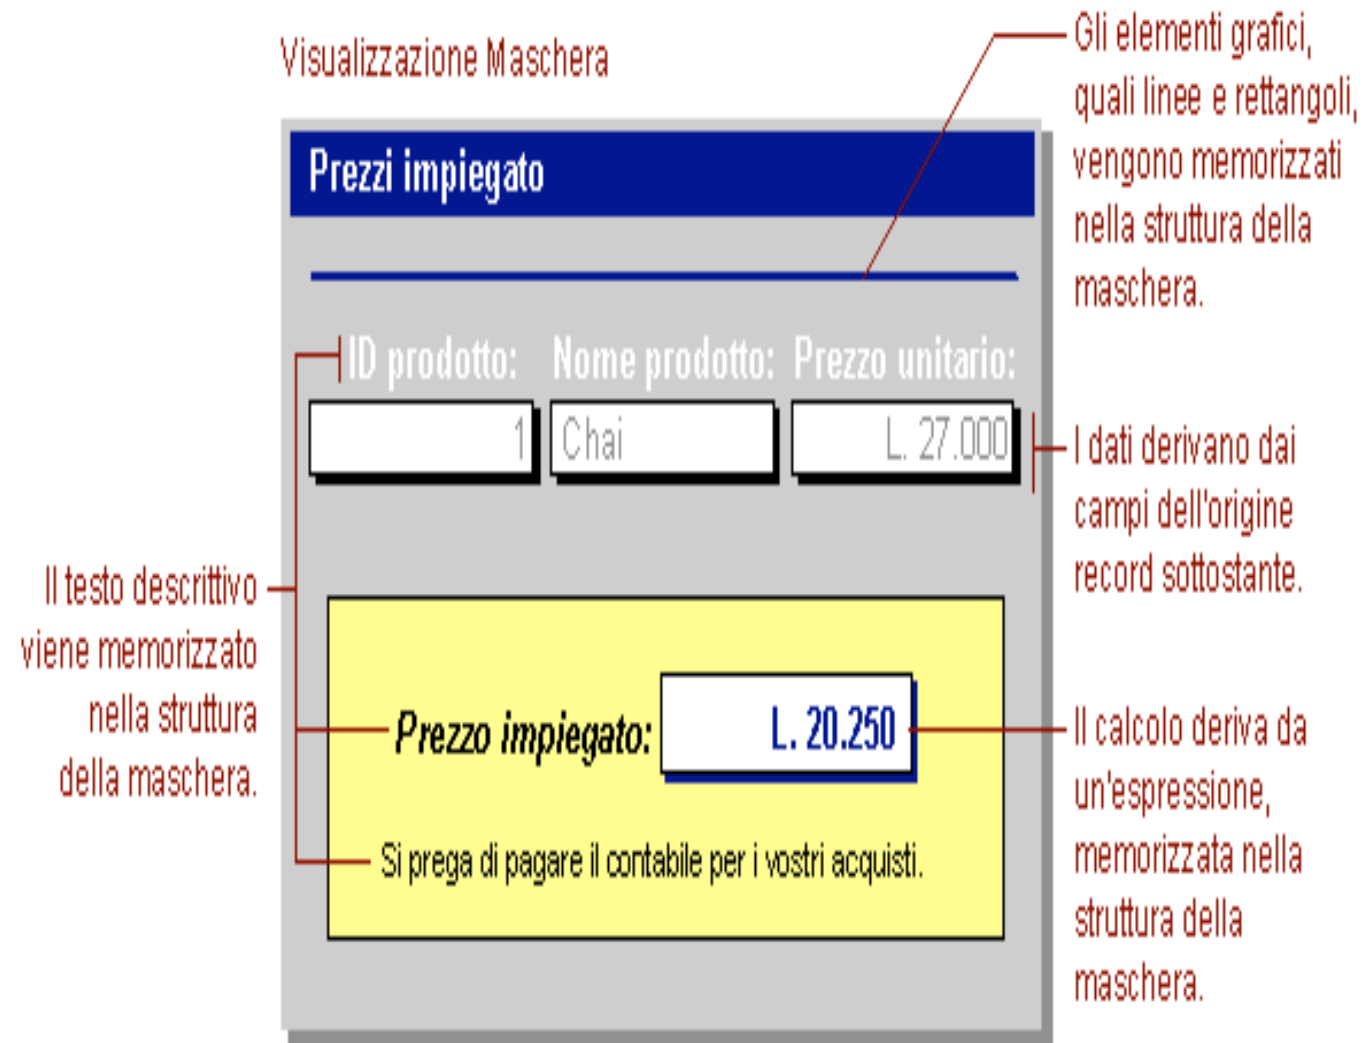 Visualizzazione Maschera
Gli elementi grafici,
quali linee e rettangoli,
vengono memorizzati
nella struttura della
maschera.
Prezzi impiegato
ID prodotto: Nome prodotto: Prezzo unitario:
1 Chai L. 27.000
I dati derivano dai
campi dell'origine
record sottostante.
Il testo descrittivo
viene memorizzato
nella struttura
della maschera.
Prezzo impiegato: L. 20.250
Si prega di pagare il contabile per i vostri acquisti.
Il calcolo deriva da
un'espressione,
memorizzata nella
struttura della
maschera.